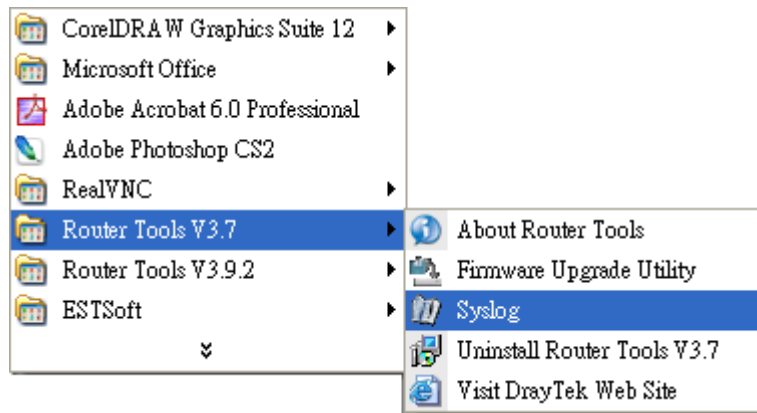 CorelDRAW Graphics Suite 12
Microsoft Office
Adobe Acrobat 6.0 Professional
Adobe Photoshop CS2
RealVNC
Router Tools V3.7
Router Tools V3.9.2
ESTSoft
About Router Tools
Firmware Upgrade Utility
Syslog
Uninstall Router Tools V3.7
Visit DrayTek Web Site